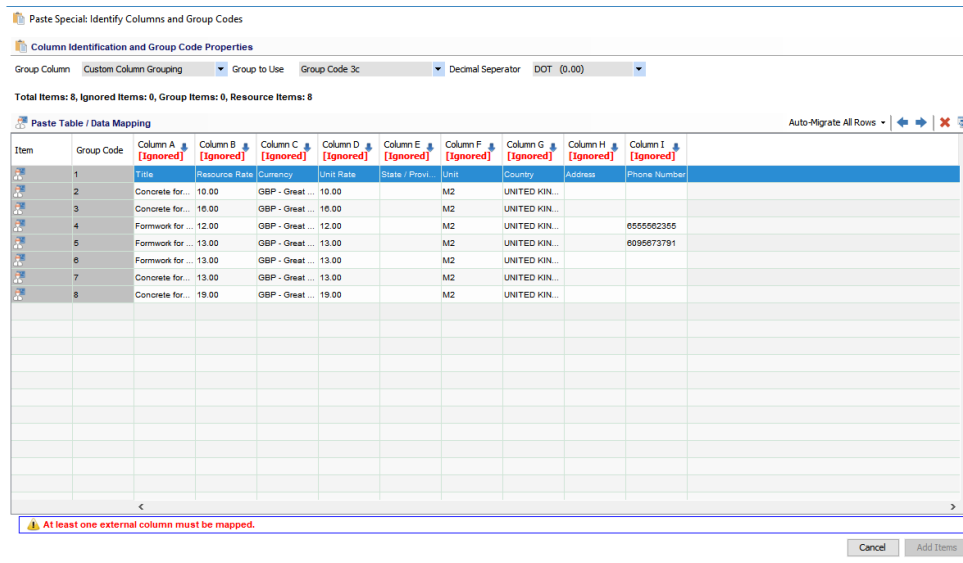 Paste Special: Identify Columns and Group Codes
Column Identification and Group Code Properties
Group Column Custom Column Grouping Group to Use Group Code 3c Decimal Seperator DOT (0.00)
Total Items: 8, Ignored Items: 0, Group Items: 0, Resource Items: 8
Paste Table / Data Mapping Auto-Migrate All Rows
Item Group Code Column A Column B Column C Column D Column E Column F Column G Column H Column I
[Ignored] [Ignored] [Ignored] [Ignored] [Ignored] [Ignored] [Ignored] [Ignored] [Ignored]
1 Title Resource Rate Currency Unit Rate State / Provi... Unit Country Address Phone Number
2 Concrete for... 10.00 GBP - Great ... 10.00 M2 UNITED KIN...
3 Concrete for... 16.00 GBP - Great ... 16.00 M2 UNITED KIN...
4 Formwork for ... 12.00 GBP - Great ... 12.00 M2 UNITED KIN... 6555562355
5 Formwork for ... 13.00 GBP - Great ... 13.00 M2 UNITED KIN... 6095673791
6 Formwork for ... 13.00 GBP - Great ... 13.00 M2 UNITED KIN...
7 Concrete for... 13.00 GBP - Great ... 13.00 M2 UNITED KIN...
8 Concrete for... 19.00 GBP - Great ... 19.00 M2 UNITED KIN...
At least one external column must be mapped.
Cancel Add Items